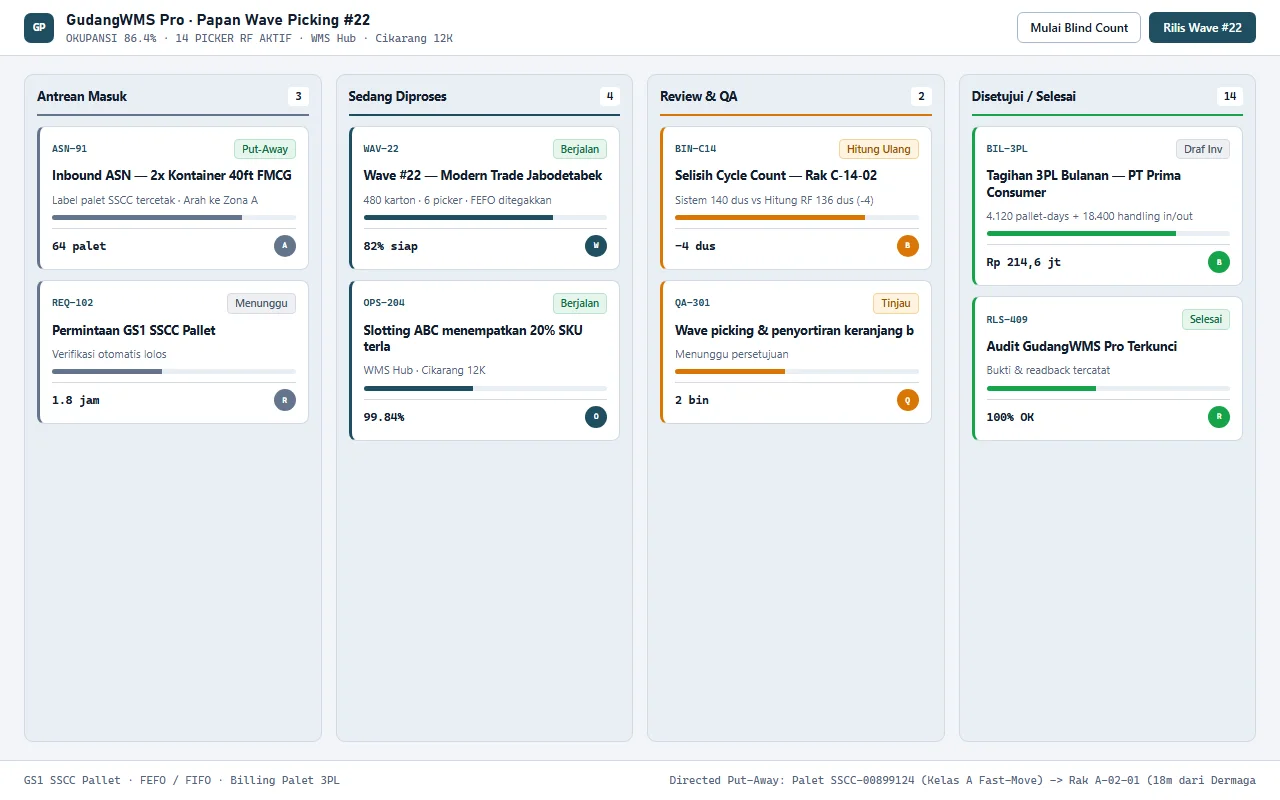 GP
GudangWMS Pro · Papan Wave Picking #22
OKUPANSI 86.4% · 14 PICKER RF AKTIF · WMS Hub · Cikarang 12K
Mulai Blind Count
Rilis Wave #22
Antrean Masuk
3
ASN-91
Put-Away
Inbound ASN — 2x Kontainer 40ft FMCG
Label palet SSCC tercetak · Arah ke Zona A
64 palet
A
REQ-102
Menunggu
Permintaan GS1 SSCC Pallet
Verifikasi otomatis lolos
1.8 jam
R
Sedang Diproses
4
WAV-22
Berjalan
Wave #22 — Modern Trade Jabodetabek
480 karton · 6 picker · FEFO ditegakkan
82% siap
W
OPS-204
Berjalan
Slotting ABC menempatkan 20% SKU
terla
WMS Hub · Cikarang 12K
99.84%
O
Review & QA
2
BIN-C14
Hitung Ulang
Selisih Cycle Count — Rak C-14-02
Sistem 140 dus vs Hitung RF 136 dus (-4)
-4 dus
B
QA-301
Tinjau
Wave picking & penyortiran keranjang b
Menunggu persetujuan
2 bin
Q
Disetujui / Selesai
14
BIL-3PL
Draf Inv
Tagihan 3PL Bulanan — PT Prima
Consumer
4.120 pallet-days + 18.400 handling in/out
Rp 214,6 jt
B
RLS-409
Selesai
Audit GudangWMS Pro Terkunci
Bukti & readback tercatat
100% OK
R
GS1 SSCC Pallet · FEFO / FIFO · Billing Palet 3PL
Directed Put-Away: Palet SSCC-00899124 (Kelas A Fast-Move) -> Rak A-02-01 (18m dari Dermaga